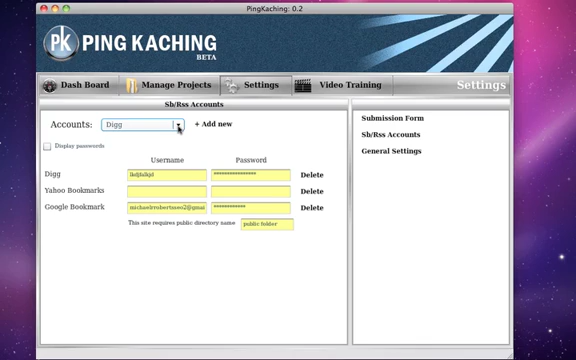 PingKaching: 0.2
PK PING KACHING
BETA
Dash Board
Manage Projects
Settings
Video Training
Settings
Sb/Rss Accounts
Accounts: Digg + Add new
Display passwords
Username Password
Digg **************** Delete
Yahoo Bookmarks Delete
Google Bookmark ************ Delete
This site requires public directory name public folder
Submission Form
Sb/Rss Accounts
General Settings